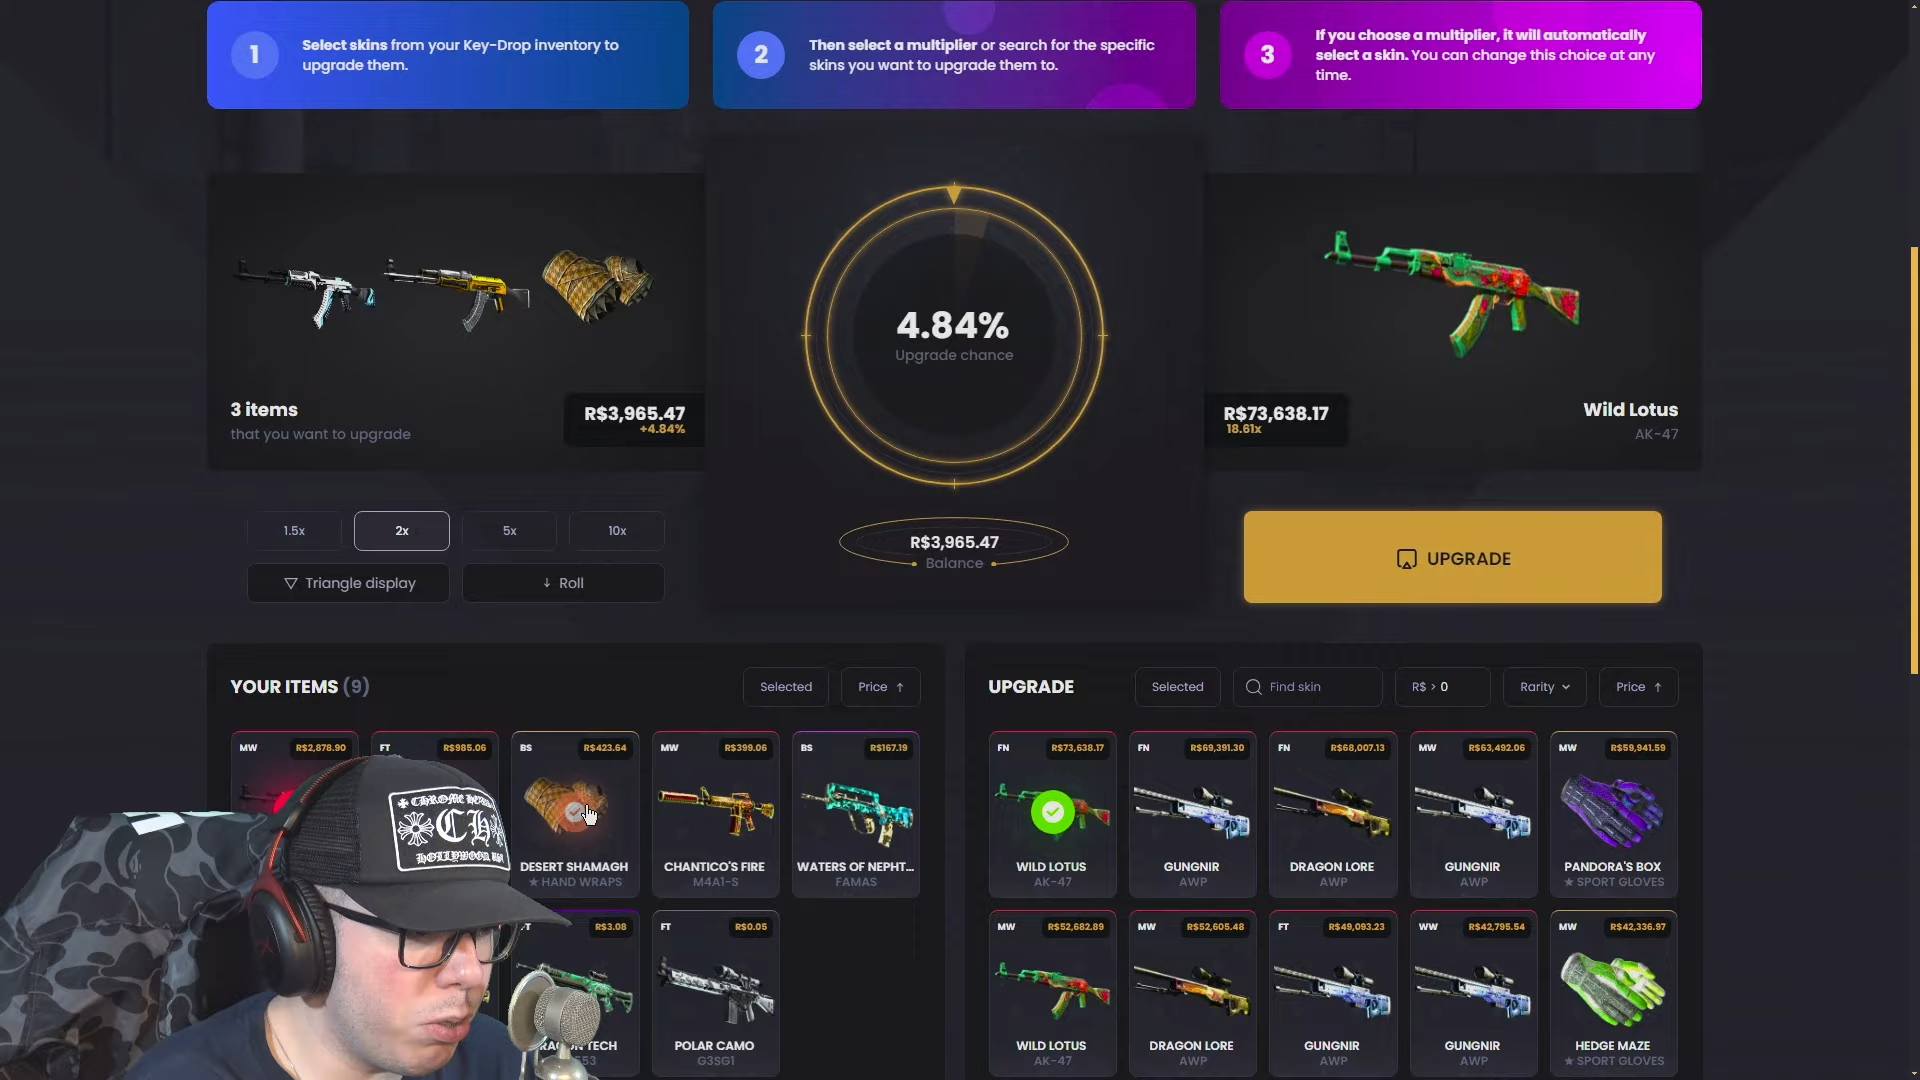 1
Select skins from your Key-Drop inventory to
upgrade them.
2
Then select a multiplier or search for the specific
skins you want to upgrade them to.
3
If you choose a multiplier, it will automatically
select a skin. You can change this choice at any
time.
4.84%
Upgrade chance
3 items
that you want to upgrade
R$3,965.47
+4.84%
R$73,638.17
18.61x
Wild Lotus
AK-47
1.5x
2x
5x
10x
Triangle display
Roll
R$3,965.47
Balance
UPGRADE
YOUR ITEMS (9)
Selected
Price
MW R$2,878.90
FT R$985.06
BS R$423.64
DESERT SHAMAGH
★ HAND WRAPS
MW R$399.06
CHANTICO'S FIRE
M4A1-S
BS R$167.19
WATERS OF NEPHT...
FAMAS
R$3.08
TECH
553
FT R$0.05
POLAR CAMO
G3SG1
UPGRADE
Selected
Find skin
R$ > 0
Rarity
Price
FN R$73,638.17
WILD LOTUS
AK-47
FN R$69,391.30
GUNGNIR
AWP
FN R$68,007.13
DRAGON LORE
AWP
MW R$63,492.06
GUNGNIR
AWP
MW R$59,941.59
PANDORA'S BOX
★ SPORT GLOVES
MW R$52,682.89
WILD LOTUS
AK-47
MW R$52,605.48
DRAGON LORE
AWP
FT R$49,093.23
GUNGNIR
AWP
WW R$42,795.54
GUNGNIR
AWP
MW R$42,336.97
HEDGE MAZE
★ SPORT GLOVES
CHROME HEARTS
CH
HOLLYWOOD